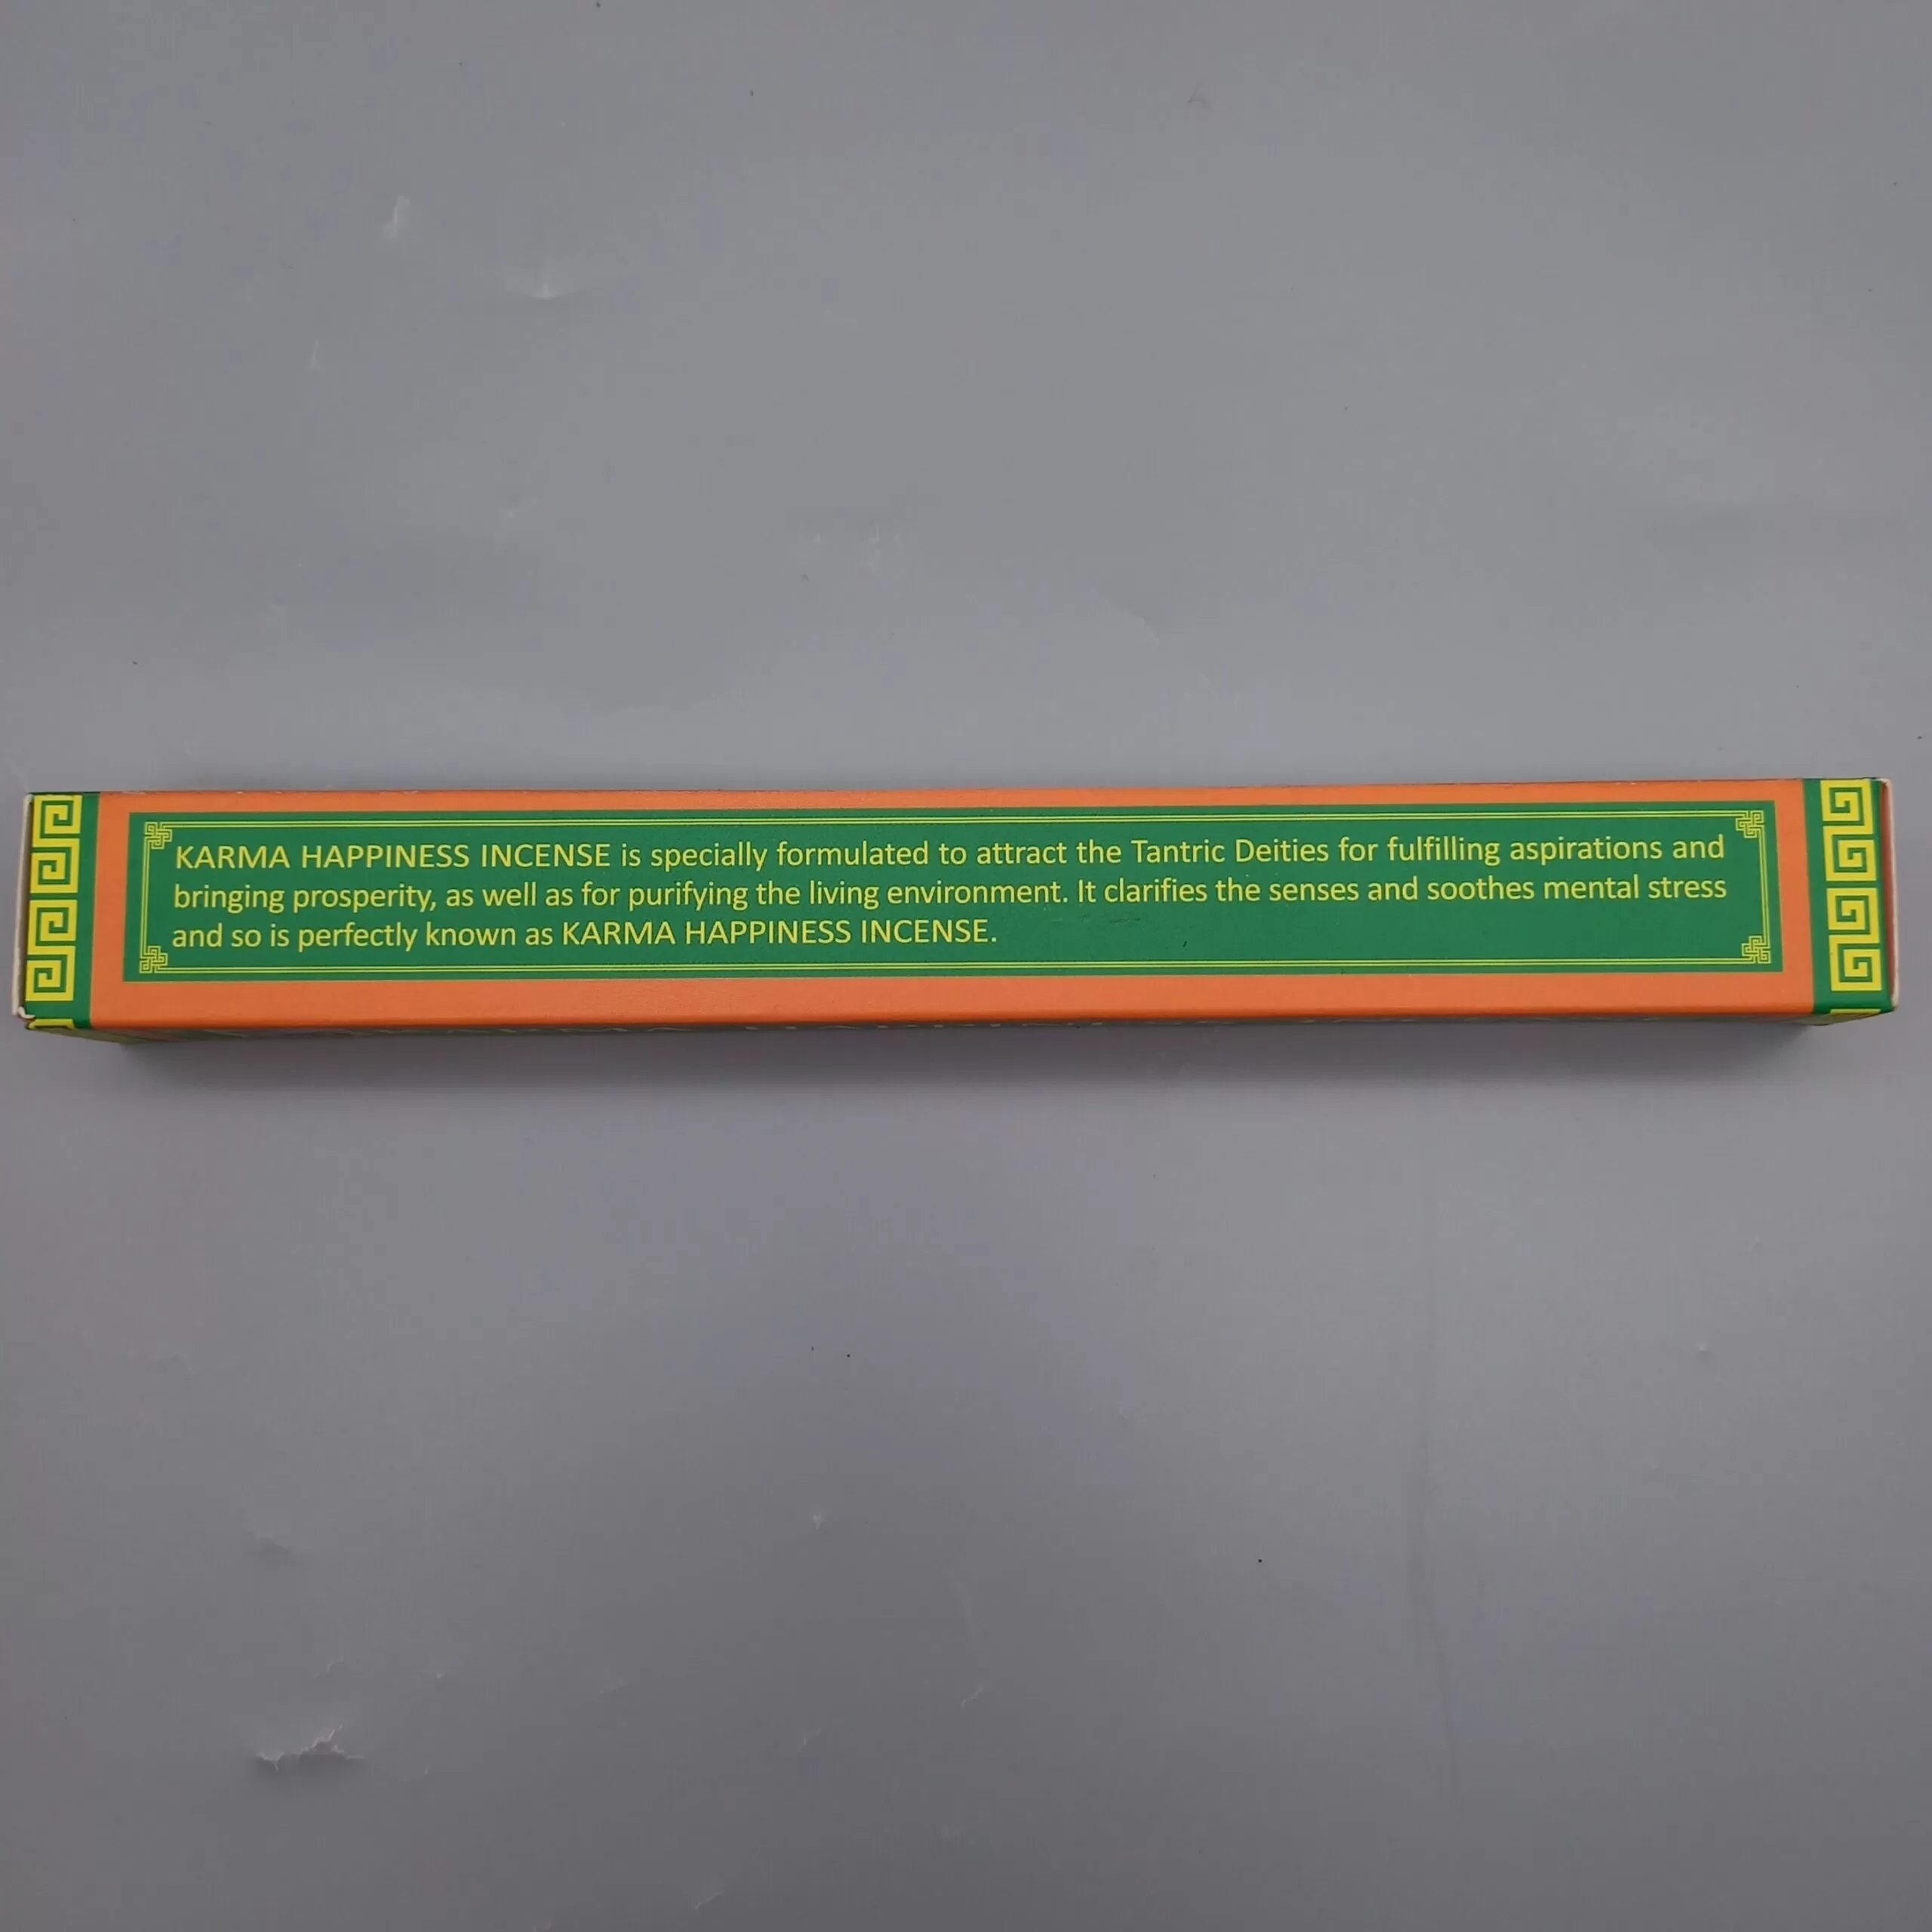 KARMA HAPPINESS INCENSE is specially formulated to attract the Tantric Deities for fulfilling aspirations and
bringing prosperity, as well as for purifying the living environment. It clarifies the senses and soothes mental stress
and so is perfectly known as KARMA HAPPINESS INCENSE.